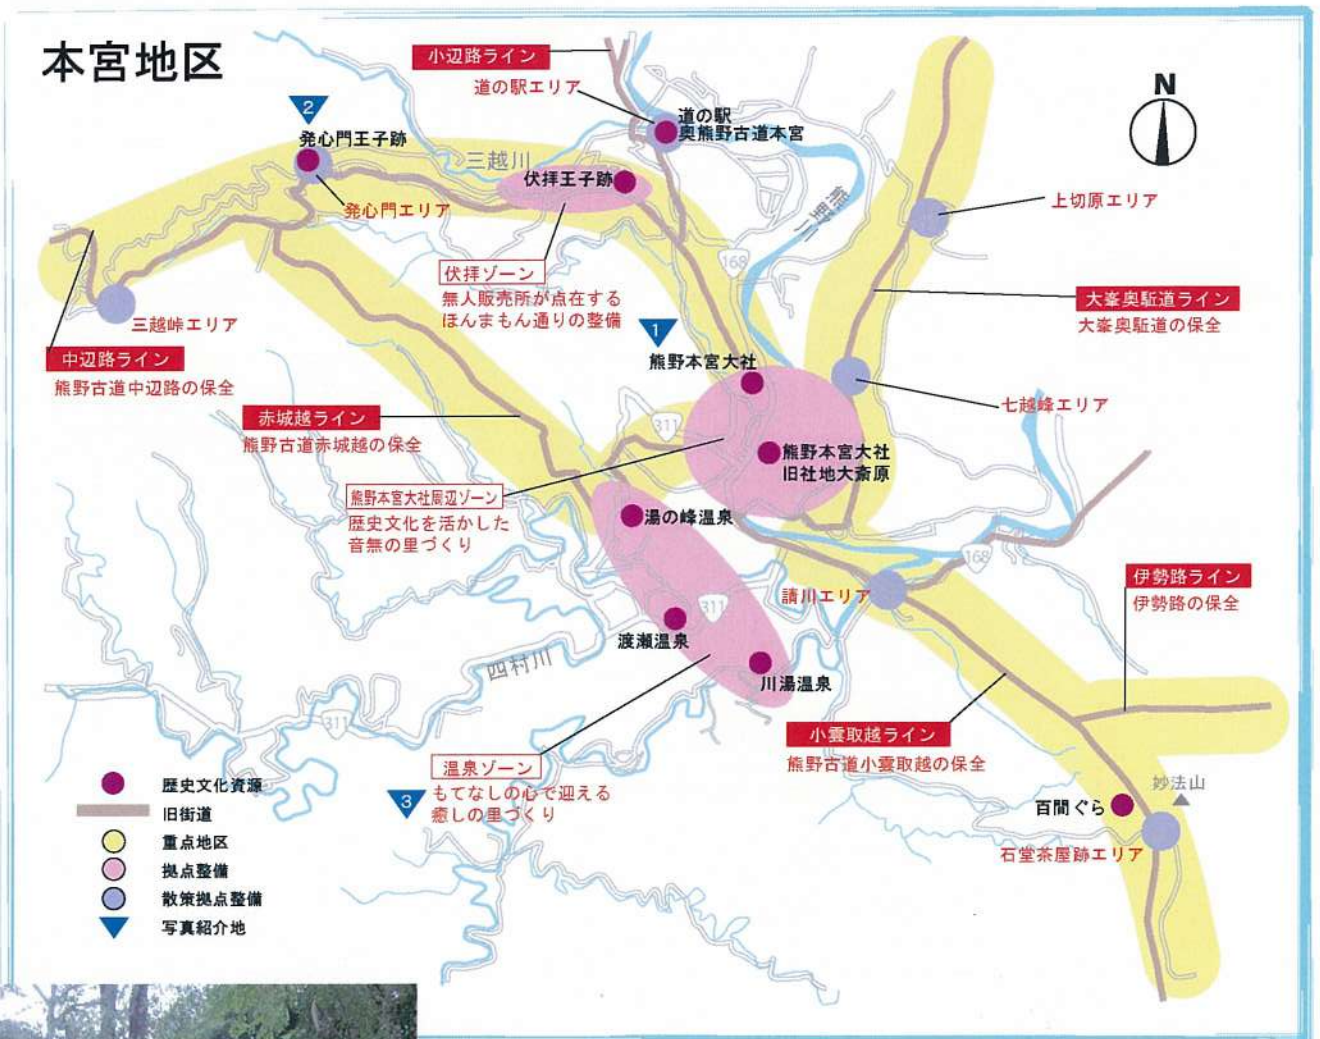 本宮地区
小辺路ライン
道の駅エリア
道の駅
奥熊野古道本宮
N
2
発心門王子跡
三越川
伏拝王子跡
発心門エリア
熊野川
上切原エリア
168
伏拝ゾーン
無人販売所が点在する
ほんまもん通りの整備
大峯奥駈道ライン
大峯奥駈道の保全
三越峠エリア
1
熊野本宮大社
中辺路ライン
熊野古道中辺路の保全
七越峰エリア
赤城越ライン
熊野古道赤城越の保全
311
熊野本宮大社
旧社地大斎原
熊野本宮大社周辺ゾーン
歴史文化を活かした
音無の里づくり
湯の峰温泉
168
伊勢路ライン
伊勢路の保全
請川エリア
311
渡瀬温泉
四村川
川湯温泉
311
小雲取越ライン
熊野古道小雲取越の保全
温泉ゾーン
もてなしの心で迎える
癒しの里づくり
3
妙法山
百間ぐら
石堂茶屋跡エリア
歴史文化資源
旧街道
重点地区
拠点整備
散策拠点整備
写真紹介地